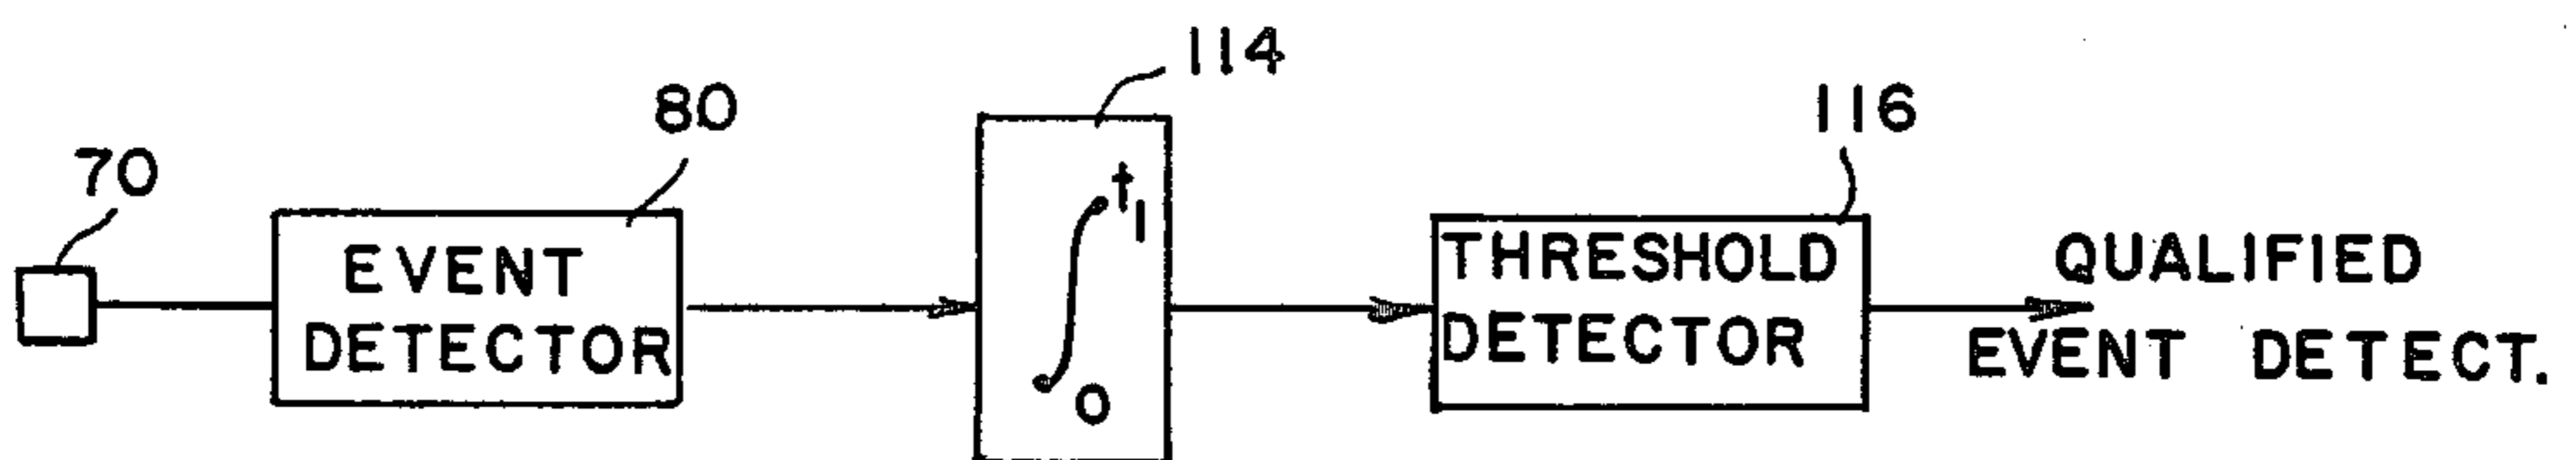 70
80
EVENT
DETECTOR
114
∫
t1
0
116
THRESHOLD
DETECTOR
QUALIFIED
EVENT DETECT.